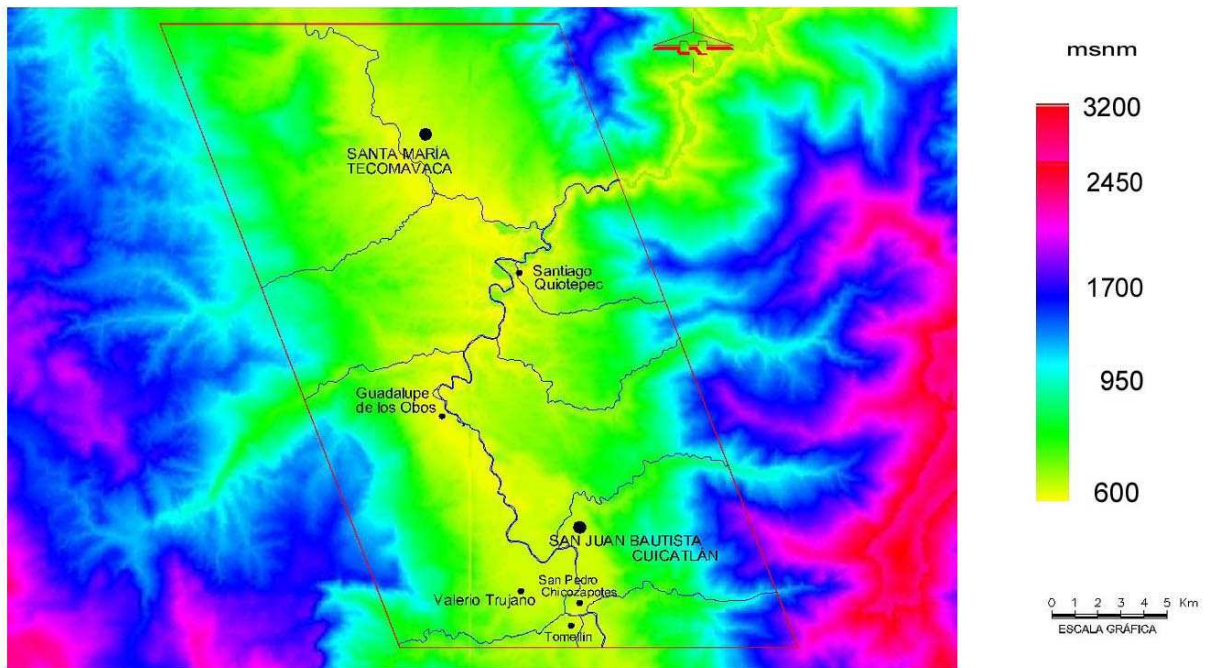 msnm
3200
2450
1700
950
600
SANTA MARÍA
TECOMAVACA
Santiago
Quiotepec
Guadalupe
de los Obos
SAN JUAN BAUTISTA
CUICATLÁN
San Pedro
Chicozapotes
Valerio Trujano
Tomellin
0 1 2 3 4 5 Km
ESCALA GRÁFICA